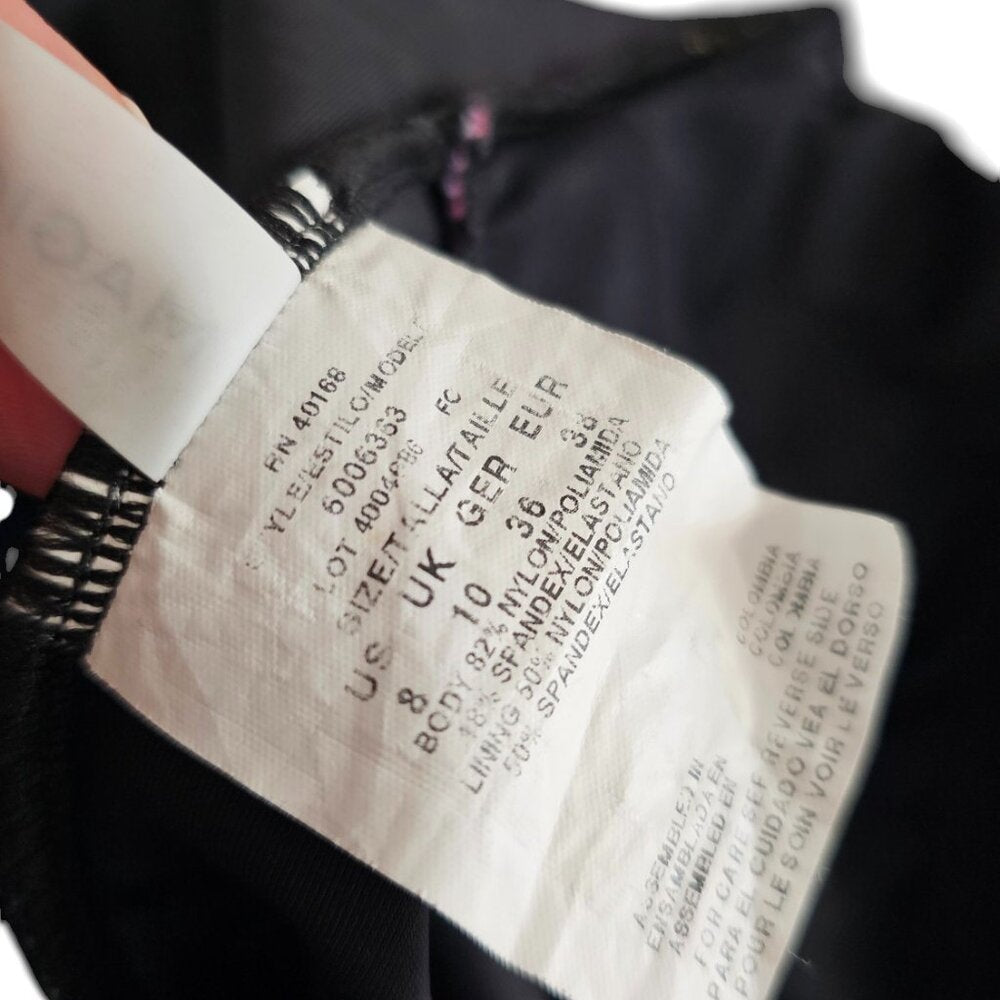 RN 40168
STYLE/ESTILO/MODELE
6006363 FC
LOT
SIZE/TALLA/TAILLE
US UK GER EUR
8 10 36 38
BODY 82% NYLON/POLIAMIDA
18% SPANDEX/ELASTANO
LINING 50% NYLON/POLIAMIDA
50% SPANDEX/ELASTANO
ASSEMBLED IN COLOMBIA
ENSAMBLADA EN COLOMBIA
ASSEMBLED EN COLOMBIA
FOR CARE SEE REVERSE SIDE
PARA EL CUIDADO VEA EL DORSO
POUR LE SOIN VOIR LE VERSO